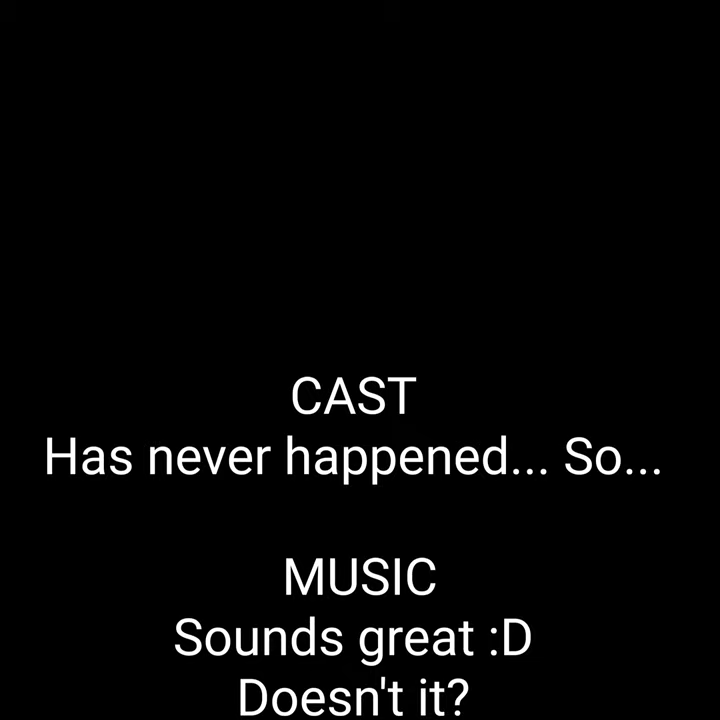 CAST
Has never happened... So...
MUSIC
Sounds great :D
Doesn't it?